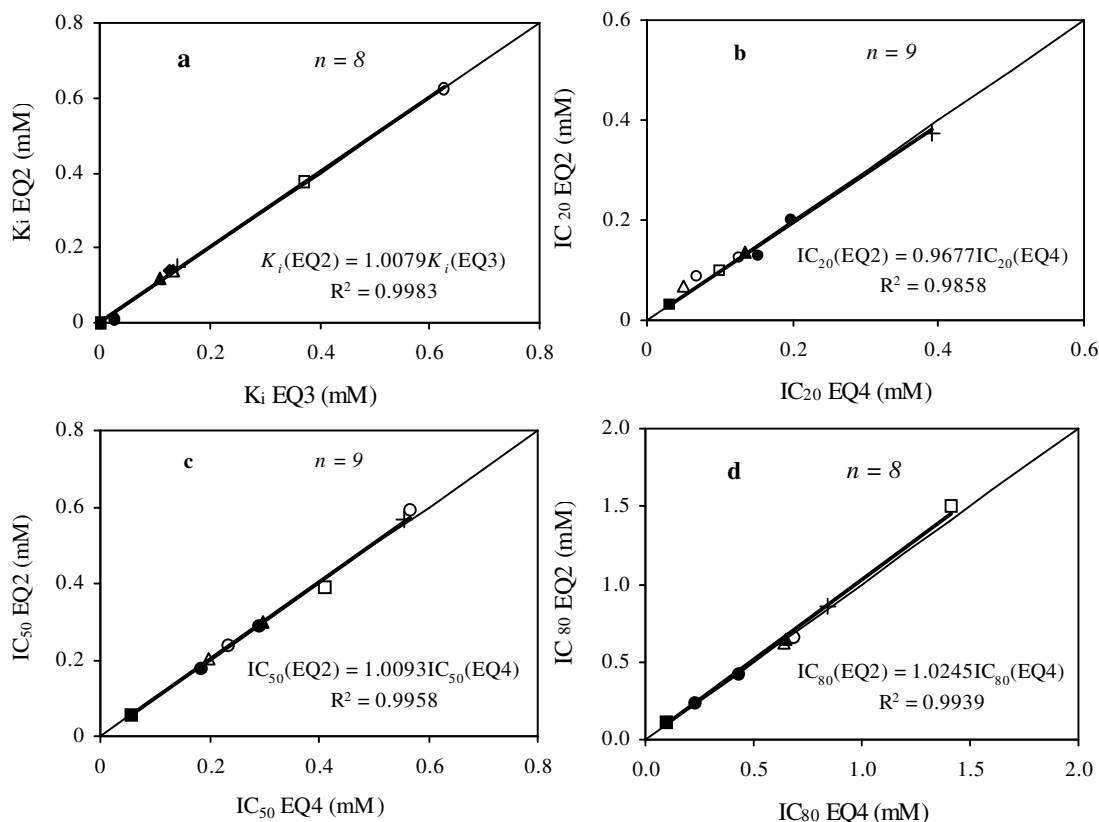 a
n = 8
Ki EQ2 (mM)
0.8
0.6
0.4
0.2
0
Ki(EQ2) = 1.0079Ki(EQ3)
R² = 0.9983
0 0.2 0.4 0.6 0.8
Ki EQ3 (mM)
b
n = 9
IC20 EQ2 (mM)
0.6
0.4
0.2
0
IC20(EQ2) = 0.9677IC20(EQ4)
R² = 0.9858
0 0.2 0.4 0.6
IC20 EQ4 (mM)
c
n = 9
IC50 EQ2 (mM)
0.8
0.6
0.4
0.2
0.0
IC50(EQ2) = 1.0093IC50(EQ4)
R² = 0.9958
0 0.2 0.4 0.6 0.8
IC50 EQ4 (mM)
d
n = 8
IC80 EQ2 (mM)
2.0
1.5
1.0
0.5
0.0
IC80(EQ2) = 1.0245IC80(EQ4)
R² = 0.9939
0.0 0.5 1.0 1.5 2.0
IC80 EQ4 (mM)